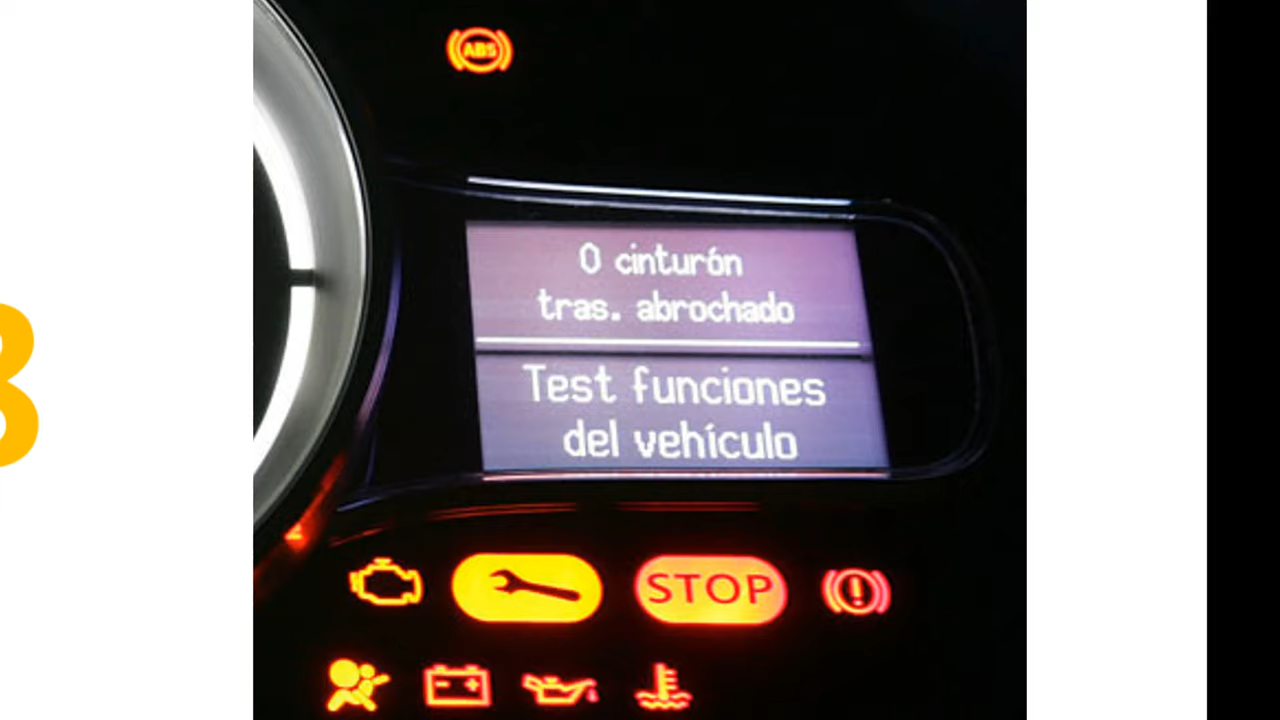 ABS
0 cinturón
tras. abrochado
Test funciones
del vehículo
STOP